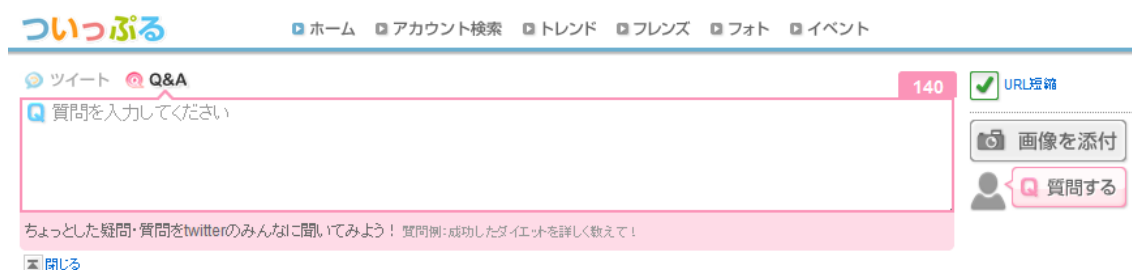 ついっぷる
ホーム アカウント検索 トレンド フレンズ フォト イベント
ツイート Q&A
140
URL短縮
Q 質問を入力してください
画像を添付
Q 質問する
ちょっとした疑問・質問をtwitterのみんなに聞いてみよう！ 質問例：成功したダイエットを詳しく教えて！
閉じる